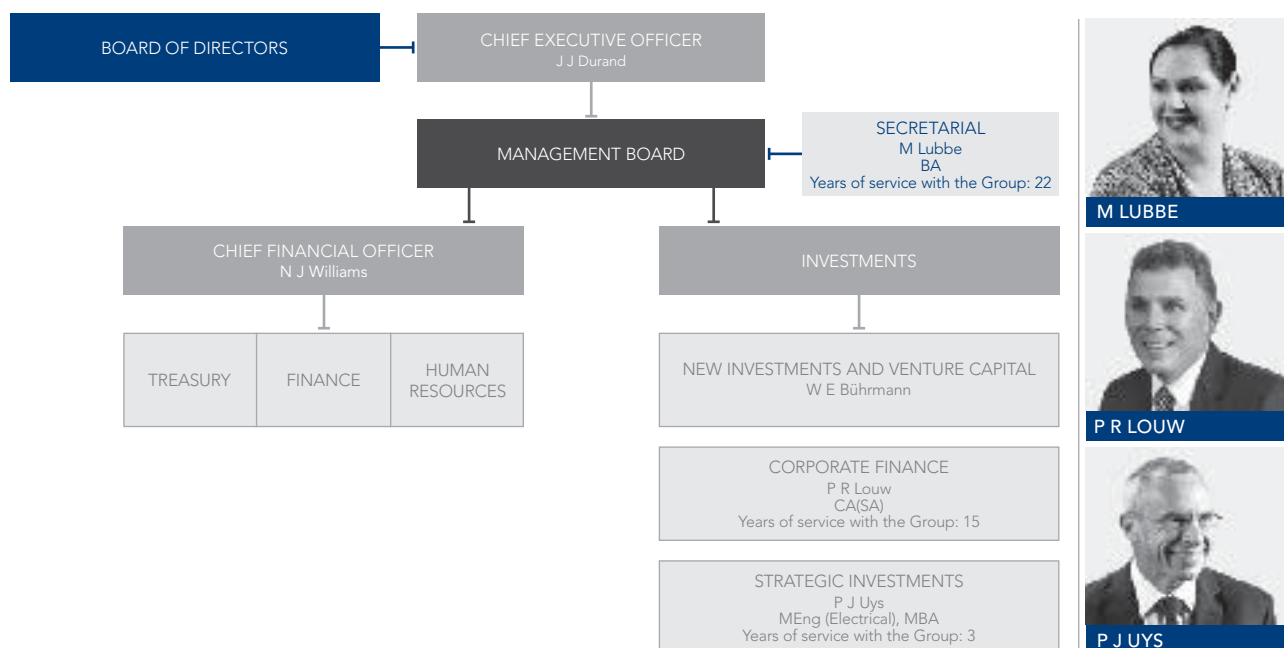 BOARD OF DIRECTORS
CHIEF EXECUTIVE OFFICER
J J Durand
MANAGEMENT BOARD
SECRETARIAL
M Lubbe
BA
Years of service with the Group: 22
CHIEF FINANCIAL OFFICER
N J Williams
INVESTMENTS
TREASURY
FINANCE
HUMAN
RESOURCES
NEW INVESTMENTS AND VENTURE CAPITAL
W E Bührmann
CORPORATE FINANCE
P R Louw
CA(SA)
Years of service with the Group: 15
STRATEGIC INVESTMENTS
P J Uys
MEng (Electrical), MBA
Years of service with the Group: 3
M LUBBE
P R LOUW
P J UYS